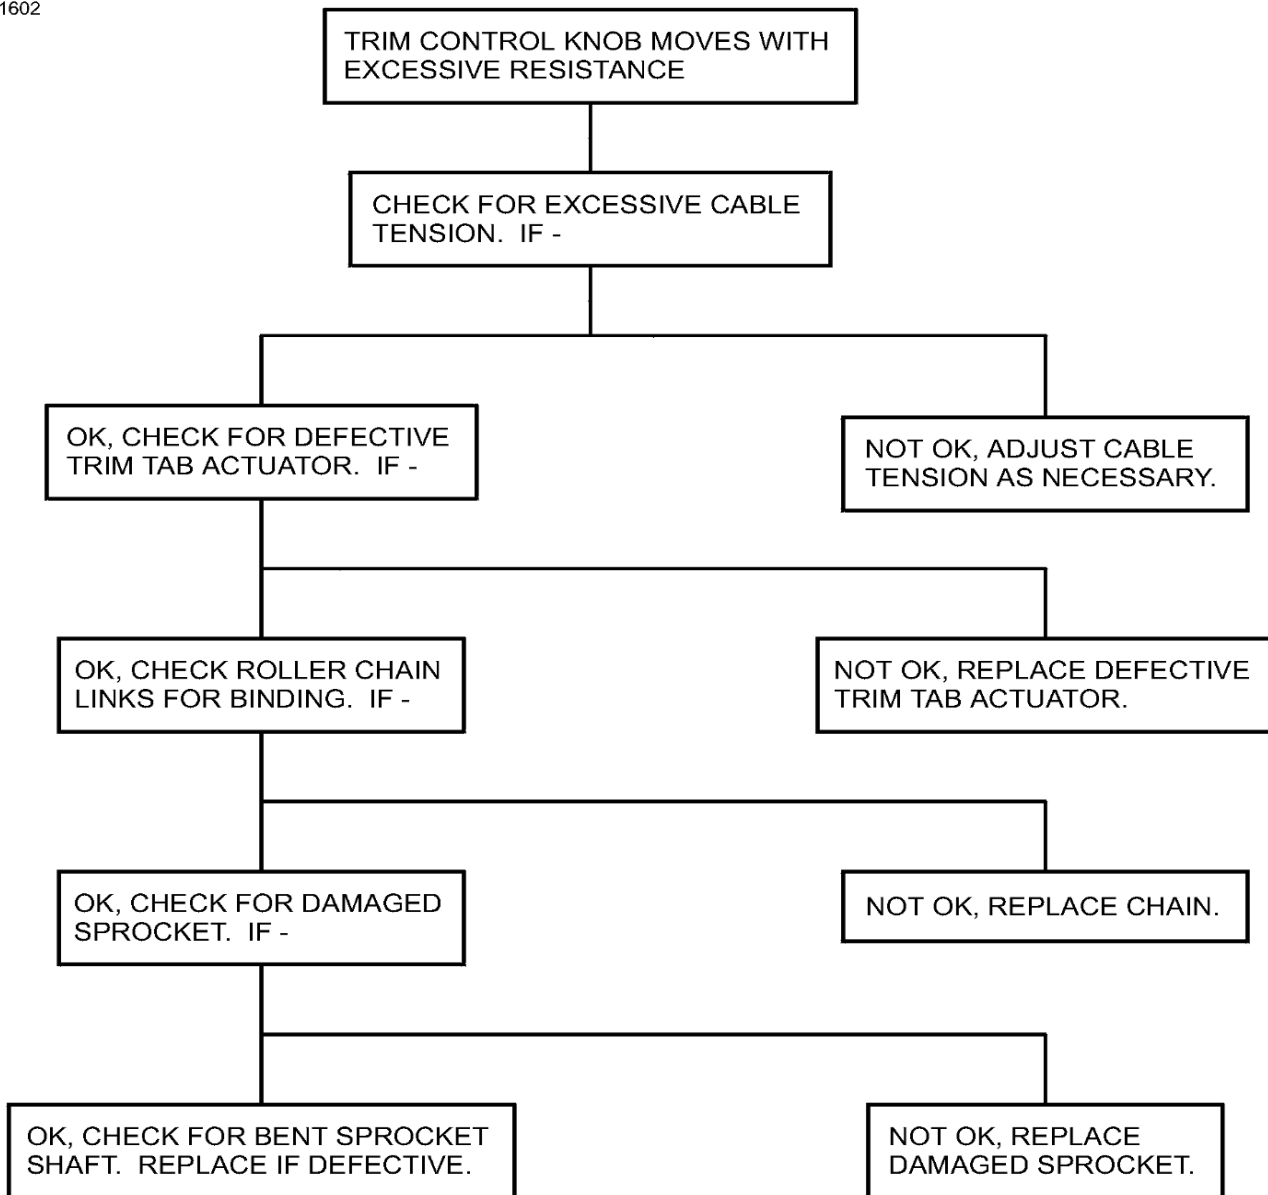 1602
TRIM CONTROL KNOB MOVES WITH
EXCESSIVE RESISTANCE
CHECK FOR EXCESSIVE CABLE
TENSION. IF -
OK, CHECK FOR DEFECTIVE
TRIM TAB ACTUATOR. IF -
NOT OK, ADJUST CABLE
TENSION AS NECESSARY.
OK, CHECK ROLLER CHAIN
LINKS FOR BINDING. IF -
NOT OK, REPLACE DEFECTIVE
TRIM TAB ACTUATOR.
OK, CHECK FOR DAMAGED
SPROCKET. IF -
NOT OK, REPLACE CHAIN.
OK, CHECK FOR BENT SPROCKET
SHAFT. REPLACE IF DEFECTIVE.
NOT OK, REPLACE
DAMAGED SPROCKET.